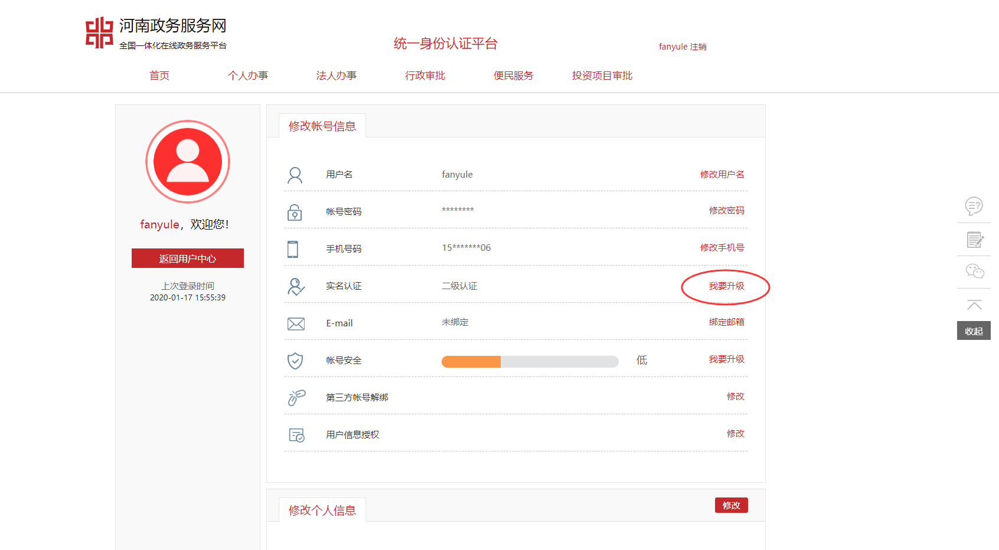 河南政务服务网
全国一体化在线政务服务平台
统一身份认证平台
fanyule 注销
首页 个人办事 法人办事 行政审批 便民服务 投资项目审批
fanyule，欢迎您！
返回用户中心
上次登录时间
2020-01-17 15:55:39
修改帐号信息
用户名 fanyule 修改用户名
帐号密码 ******** 修改密码
手机号码 15*******06 修改手机号
实名认证 二级认证 我要升级
E-mail 未绑定 绑定邮箱
帐号安全 低 我要升级
第三方帐号解绑 修改
用户信息授权 修改
修改个人信息 修改
收起